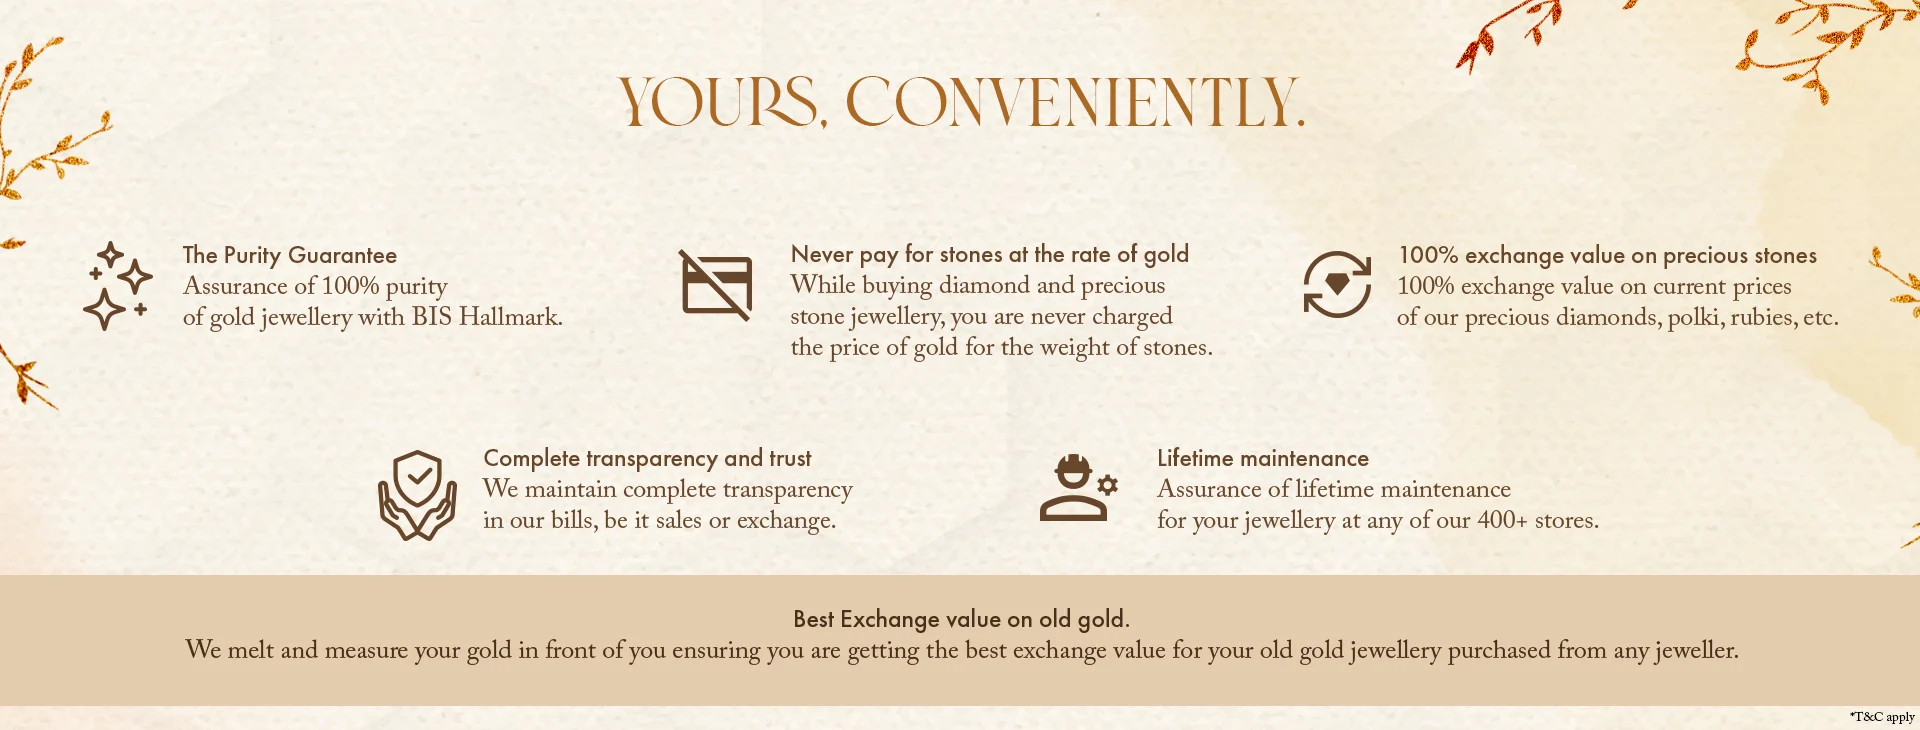 YOURS, CONVENIENTLY.
The Purity Guarantee
Assurance of 100% purity
of gold jewellery with BIS Hallmark.
Never pay for stones at the rate of gold
While buying diamond and precious
stone jewellery, you are never charged
the price of gold for the weight of stones.
100% exchange value on precious stones
100% exchange value on current prices
of our precious diamonds, polki, rubies, etc.
Complete transparency and trust
We maintain complete transparency
in our bills, be it sales or exchange.
Lifetime maintenance
Assurance of lifetime maintenance
for your jewellery at any of our 400+ stores.
Best Exchange value on old gold.
We melt and measure your gold in front of you ensuring you are getting the best exchange value for your old gold jewellery purchased from any jeweller.
*T&C apply